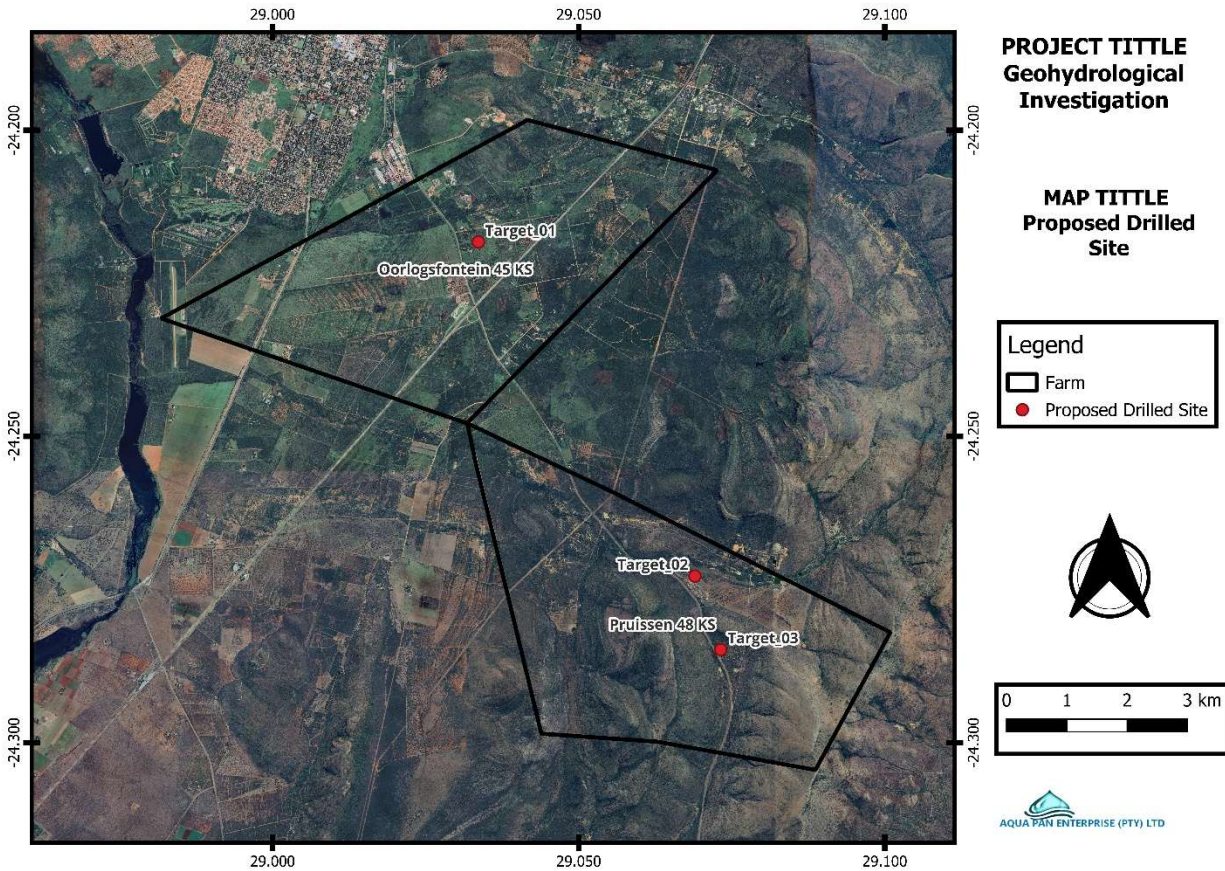 29.000
29.050
29.100
PROJECT TITTLE
Geohydrological
Investigation
-24.200
-24.200
MAP TITTLE
Proposed Drilled
Site
Target_01
Oorlogsfontein 45 KS
Legend
Farm
Proposed Drilled Site
-24.250
-24.250
Target_02
Pruissen 48 KS
Target_03
0 1 2 3 km
-24.300
-24.300
AQUA PAN ENTERPRISE (PTY) LTD
29.000
29.050
29.100